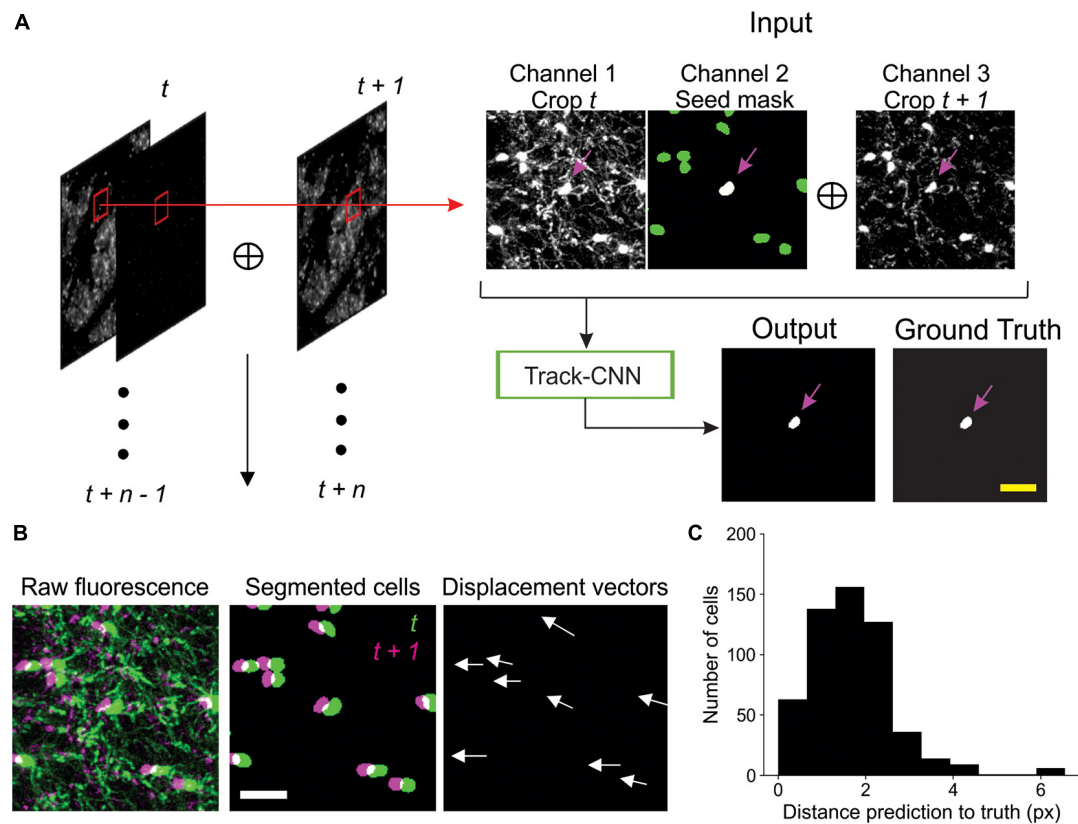 A
Input
t
t + 1
Channel 1
Crop t
Channel 2
Seed mask
Channel 3
Crop t + 1
Track-CNN
Output
Ground Truth
t + n - 1
t + n
B
Raw fluorescence
Segmented cells
Displacement vectors
t
t + 1
C
200
150
100
50
0
Number of cells
0
2
4
6
Distance prediction to truth (px)